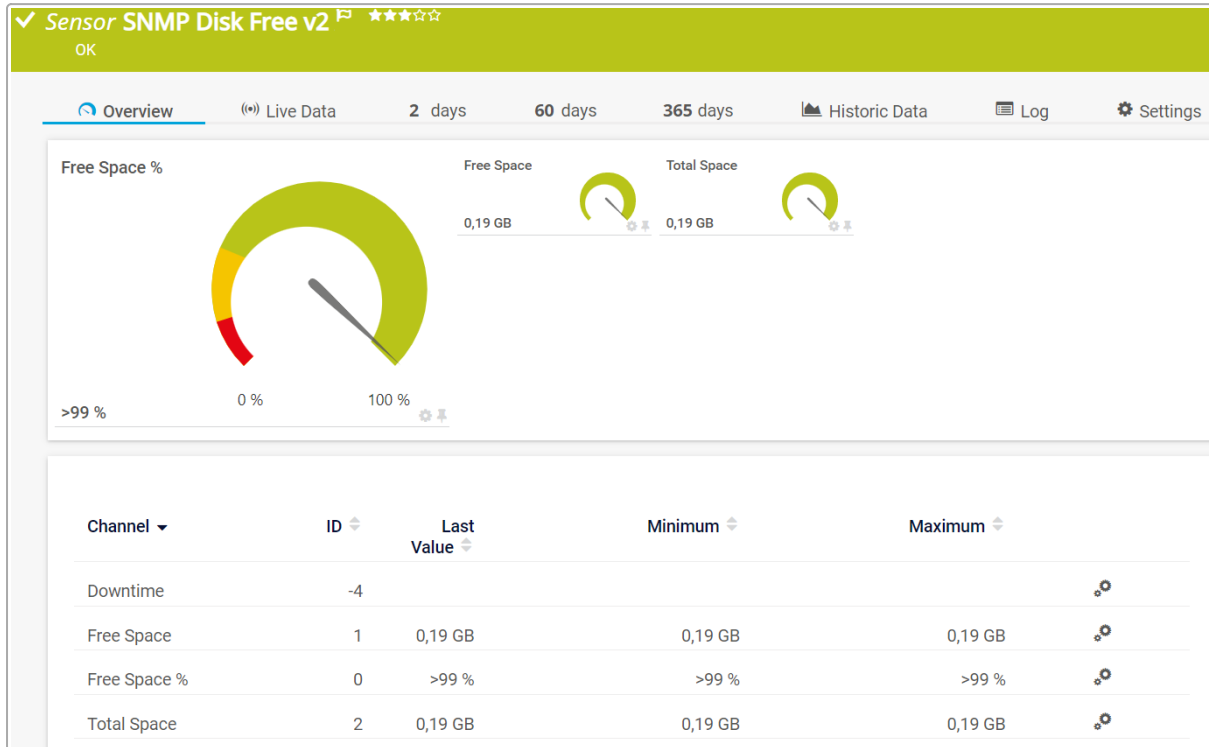 Sensor SNMP Disk Free v2
OK
Overview Live Data 2 days 60 days 365 days Historic Data Log Settings
Free Space %
>99 %
0 %
100 %
Free Space
0,19 GB
Total Space
0,19 GB
Channel ID Last Value Minimum Maximum
Downtime -4
Free Space 1 0,19 GB 0,19 GB 0,19 GB
Free Space % 0 >99 % >99 % >99 %
Total Space 2 0,19 GB 0,19 GB 0,19 GB